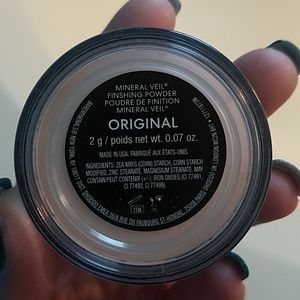 MINERAL VEIL®
FINISHING POWDER
POUDRE DE FINITION
MINERAL VEIL®
ORIGINAL
2 g / poids net wt. 0.07 oz.
MADE IN USA. FABRIQUÉ AUX ÉTATS-UNIS.
INGREDIENTS: ZEA MAYS (CORN) STARCH, CORN STARCH
MODIFIED, ZINC STEARATE, MAGNESIUM STEARATE, MAY
CONTAIN/PEUT CONTENIR (+/-): IRON OXIDES (CI 77491,
CI 77492, CI 77499).
12M